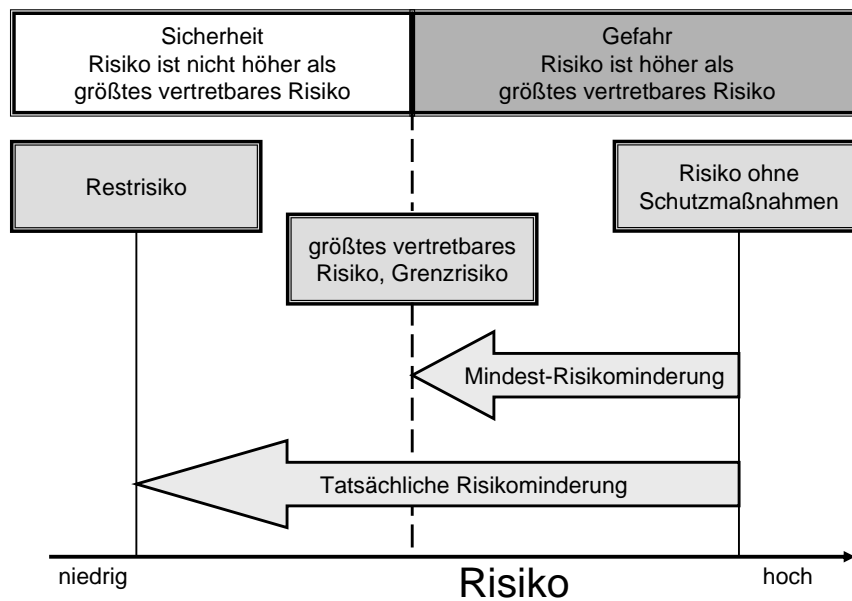 Sicherheit
Risiko ist nicht höher als
größtes vertretbares Risiko
Gefahr
Risiko ist höher als
größtes vertretbares Risiko
Restrisiko
Risiko ohne
Schutzmaßnahmen
größtes vertretbares
Risiko, Grenzrisiko
Mindest-Risikominderung
Tatsächliche Risikominderung
niedrig
Risiko
hoch